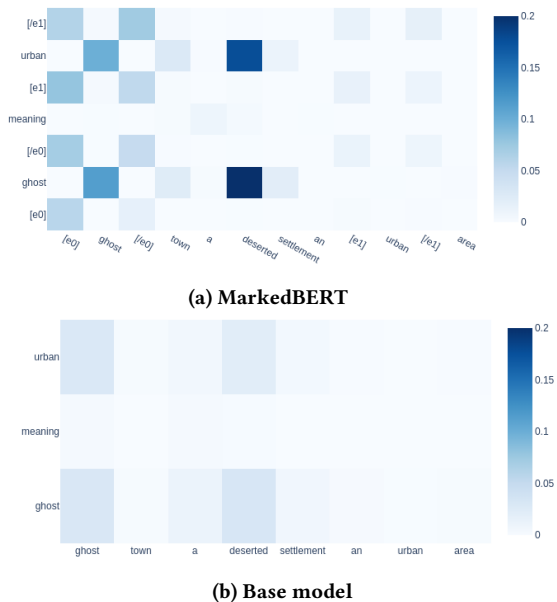 [/e1]
urban
[e1]
meaning
[/e0]
ghost
[e0]
0.2
0.15
0.1
0.05
0
[e0] ghost [/e0] town a deserted settlement an [e1] urban [/e1] area
(a) MarkedBERT
urban
meaning
ghost
0.2
0.15
0.1
0.05
0
ghost town a deserted settlement an urban area
(b) Base model